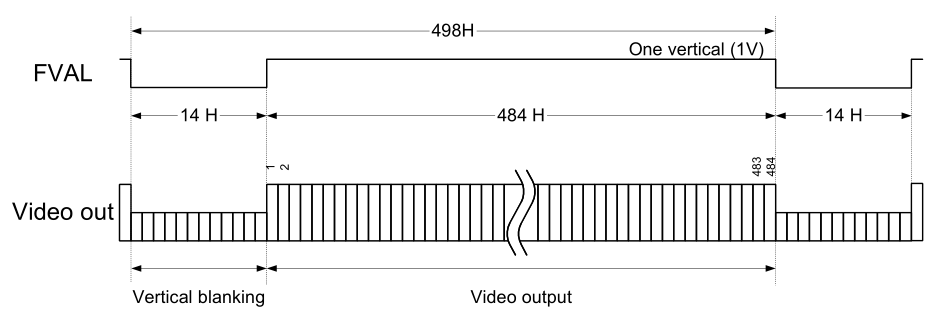 498H
One vertical (1V)
FVAL
14 H
484 H
14 H
1
2
483
484
Video out
Vertical blanking
Video output